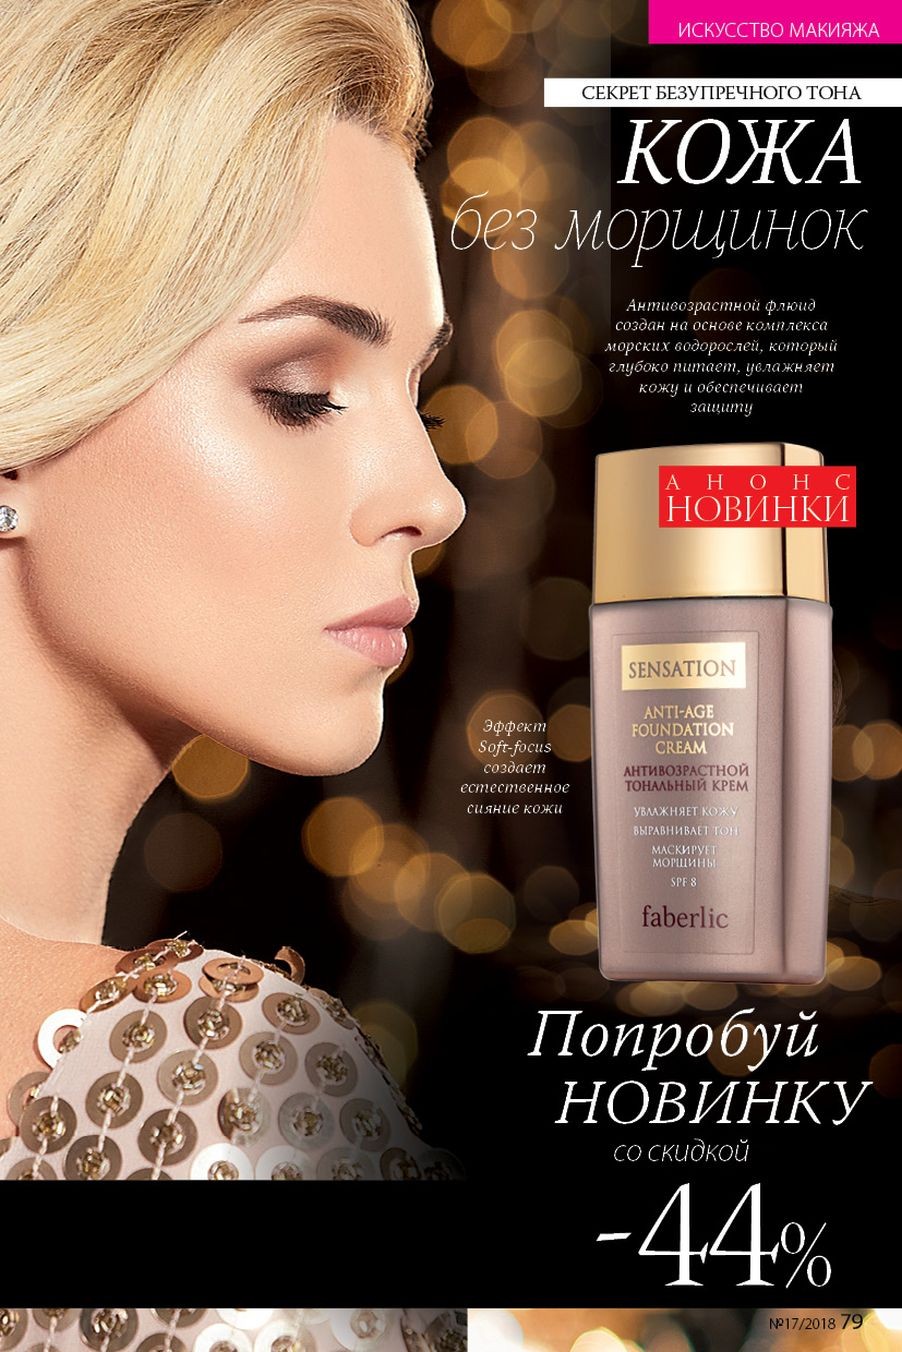 ИСКУССТВО МАКИЯЖА
СЕКРЕТ БЕЗУПРЕЧНОГО ТОНА
КОЖА
без морщинок
Антивозрастной флюид
создан на основе комплекса
морских водорослей, который
глубоко питает, увлажняет
кожу и обеспечивает
защиту
АНОНС
НОВИНКИ
SENSATION
ANTI-AGE
FOUNDATION
CREAM
АНТИВОЗРАСТНОЙ
ТОНАЛЬНЫЙ КРЕМ
УВЛАЖНЯЕТ КОЖУ
ВЫРАВНИВАЕТ ТОН
МАСКИРУЕТ
МОРЩИНЫ
SPF 8
faberlic
Эффект
Soft-focus
создает
естественное
сияние кожи
Попробуй
НОВИНКУ
со скидкой
-44%
№17/2018 79